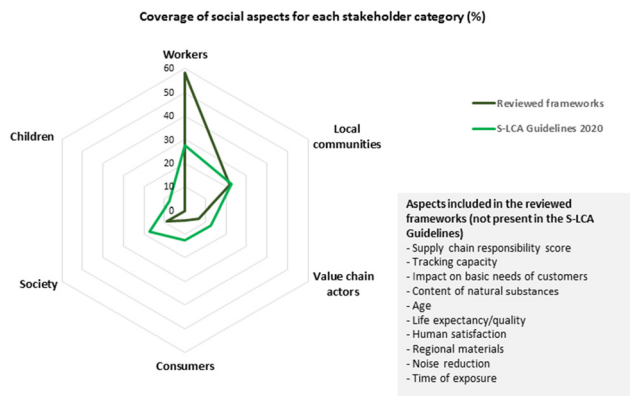 Coverage of social aspects for each stakeholder category (%)
Workers
60
50
40
30
20
10
0
Children
Local
communities
Society
Value chain
actors
Consumers
Reviewed frameworks
S-LCA Guidelines 2020
Aspects included in the reviewed
frameworks (not present in the S-LCA
Guidelines)
- Supply chain responsibility score
- Tracking capacity
- Impact on basic needs of customers
- Content of natural substances
- Age
- Life expectancy/quality
- Human satisfaction
- Regional materials
- Noise reduction
- Time of exposure